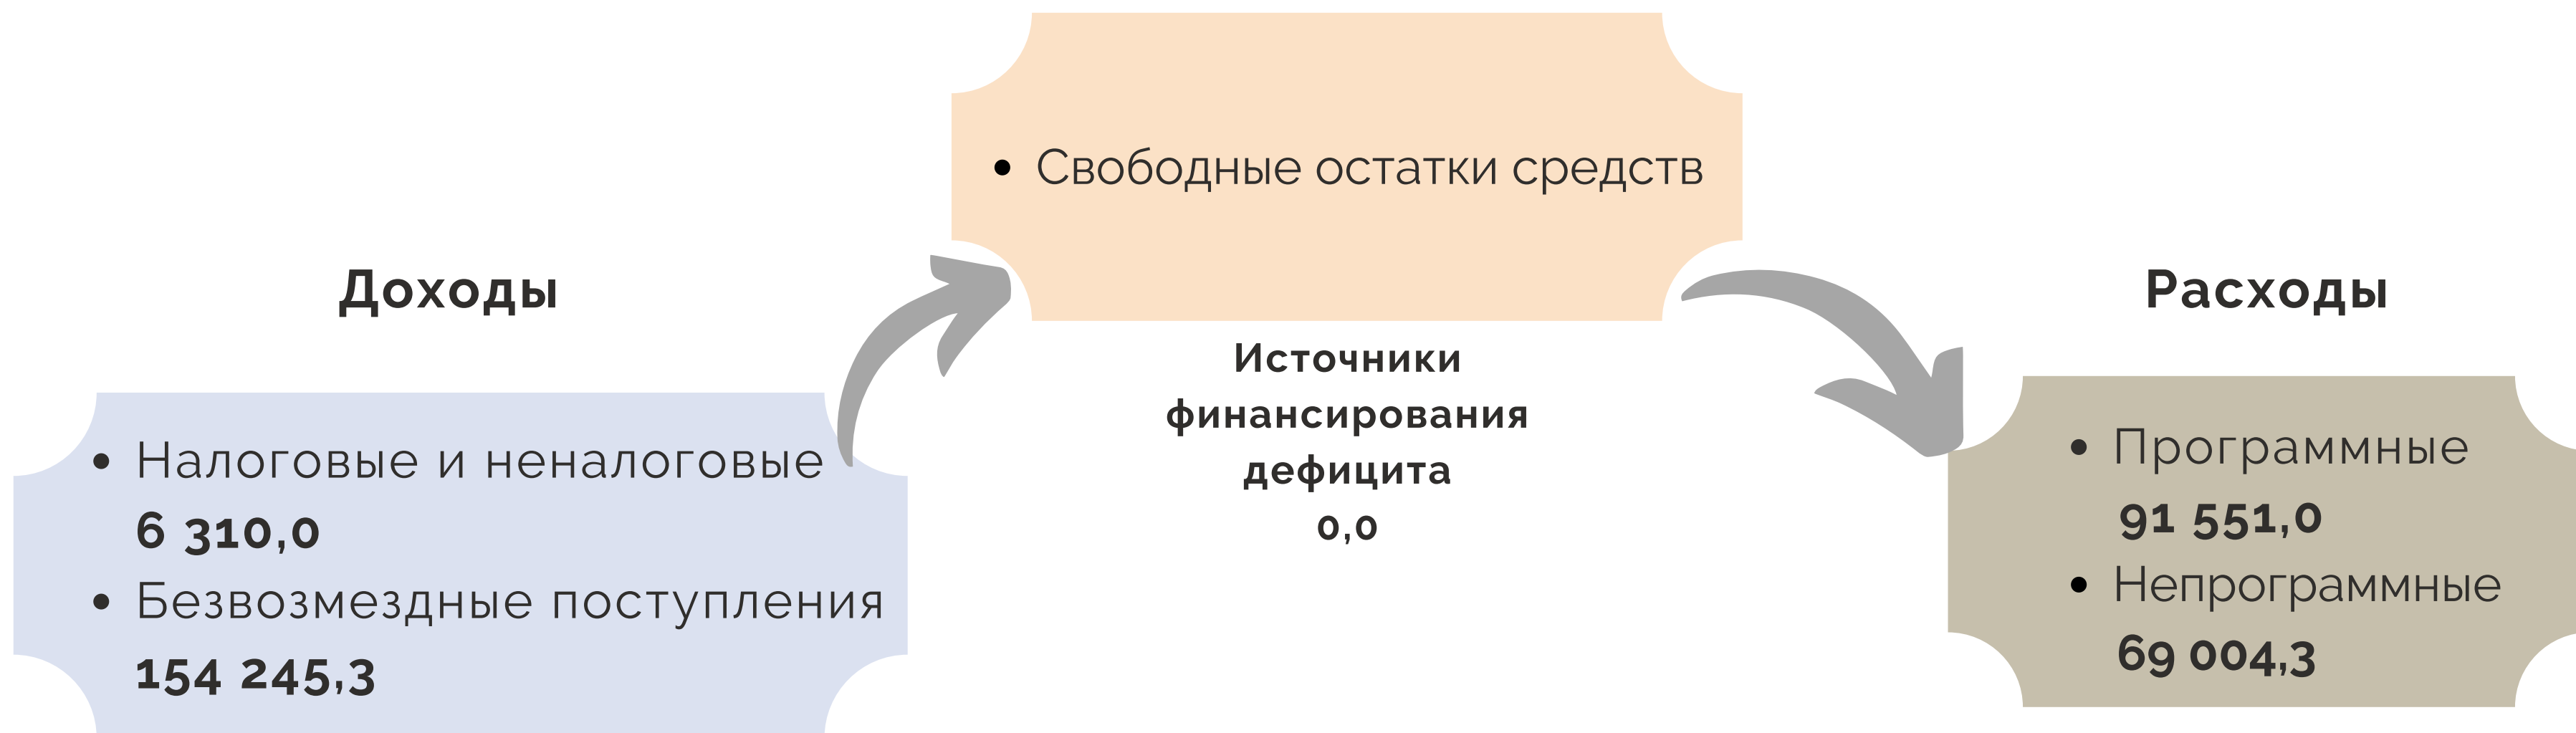 Доходы
• Налоговые и неналоговые
6 310,0
• Безвозмездные поступления
154 245,3
• Свободные остатки средств
Источники
финансирования
дефицита
0,0
Расходы
• Программные
91 551,0
• Непрограммные
69 004,3